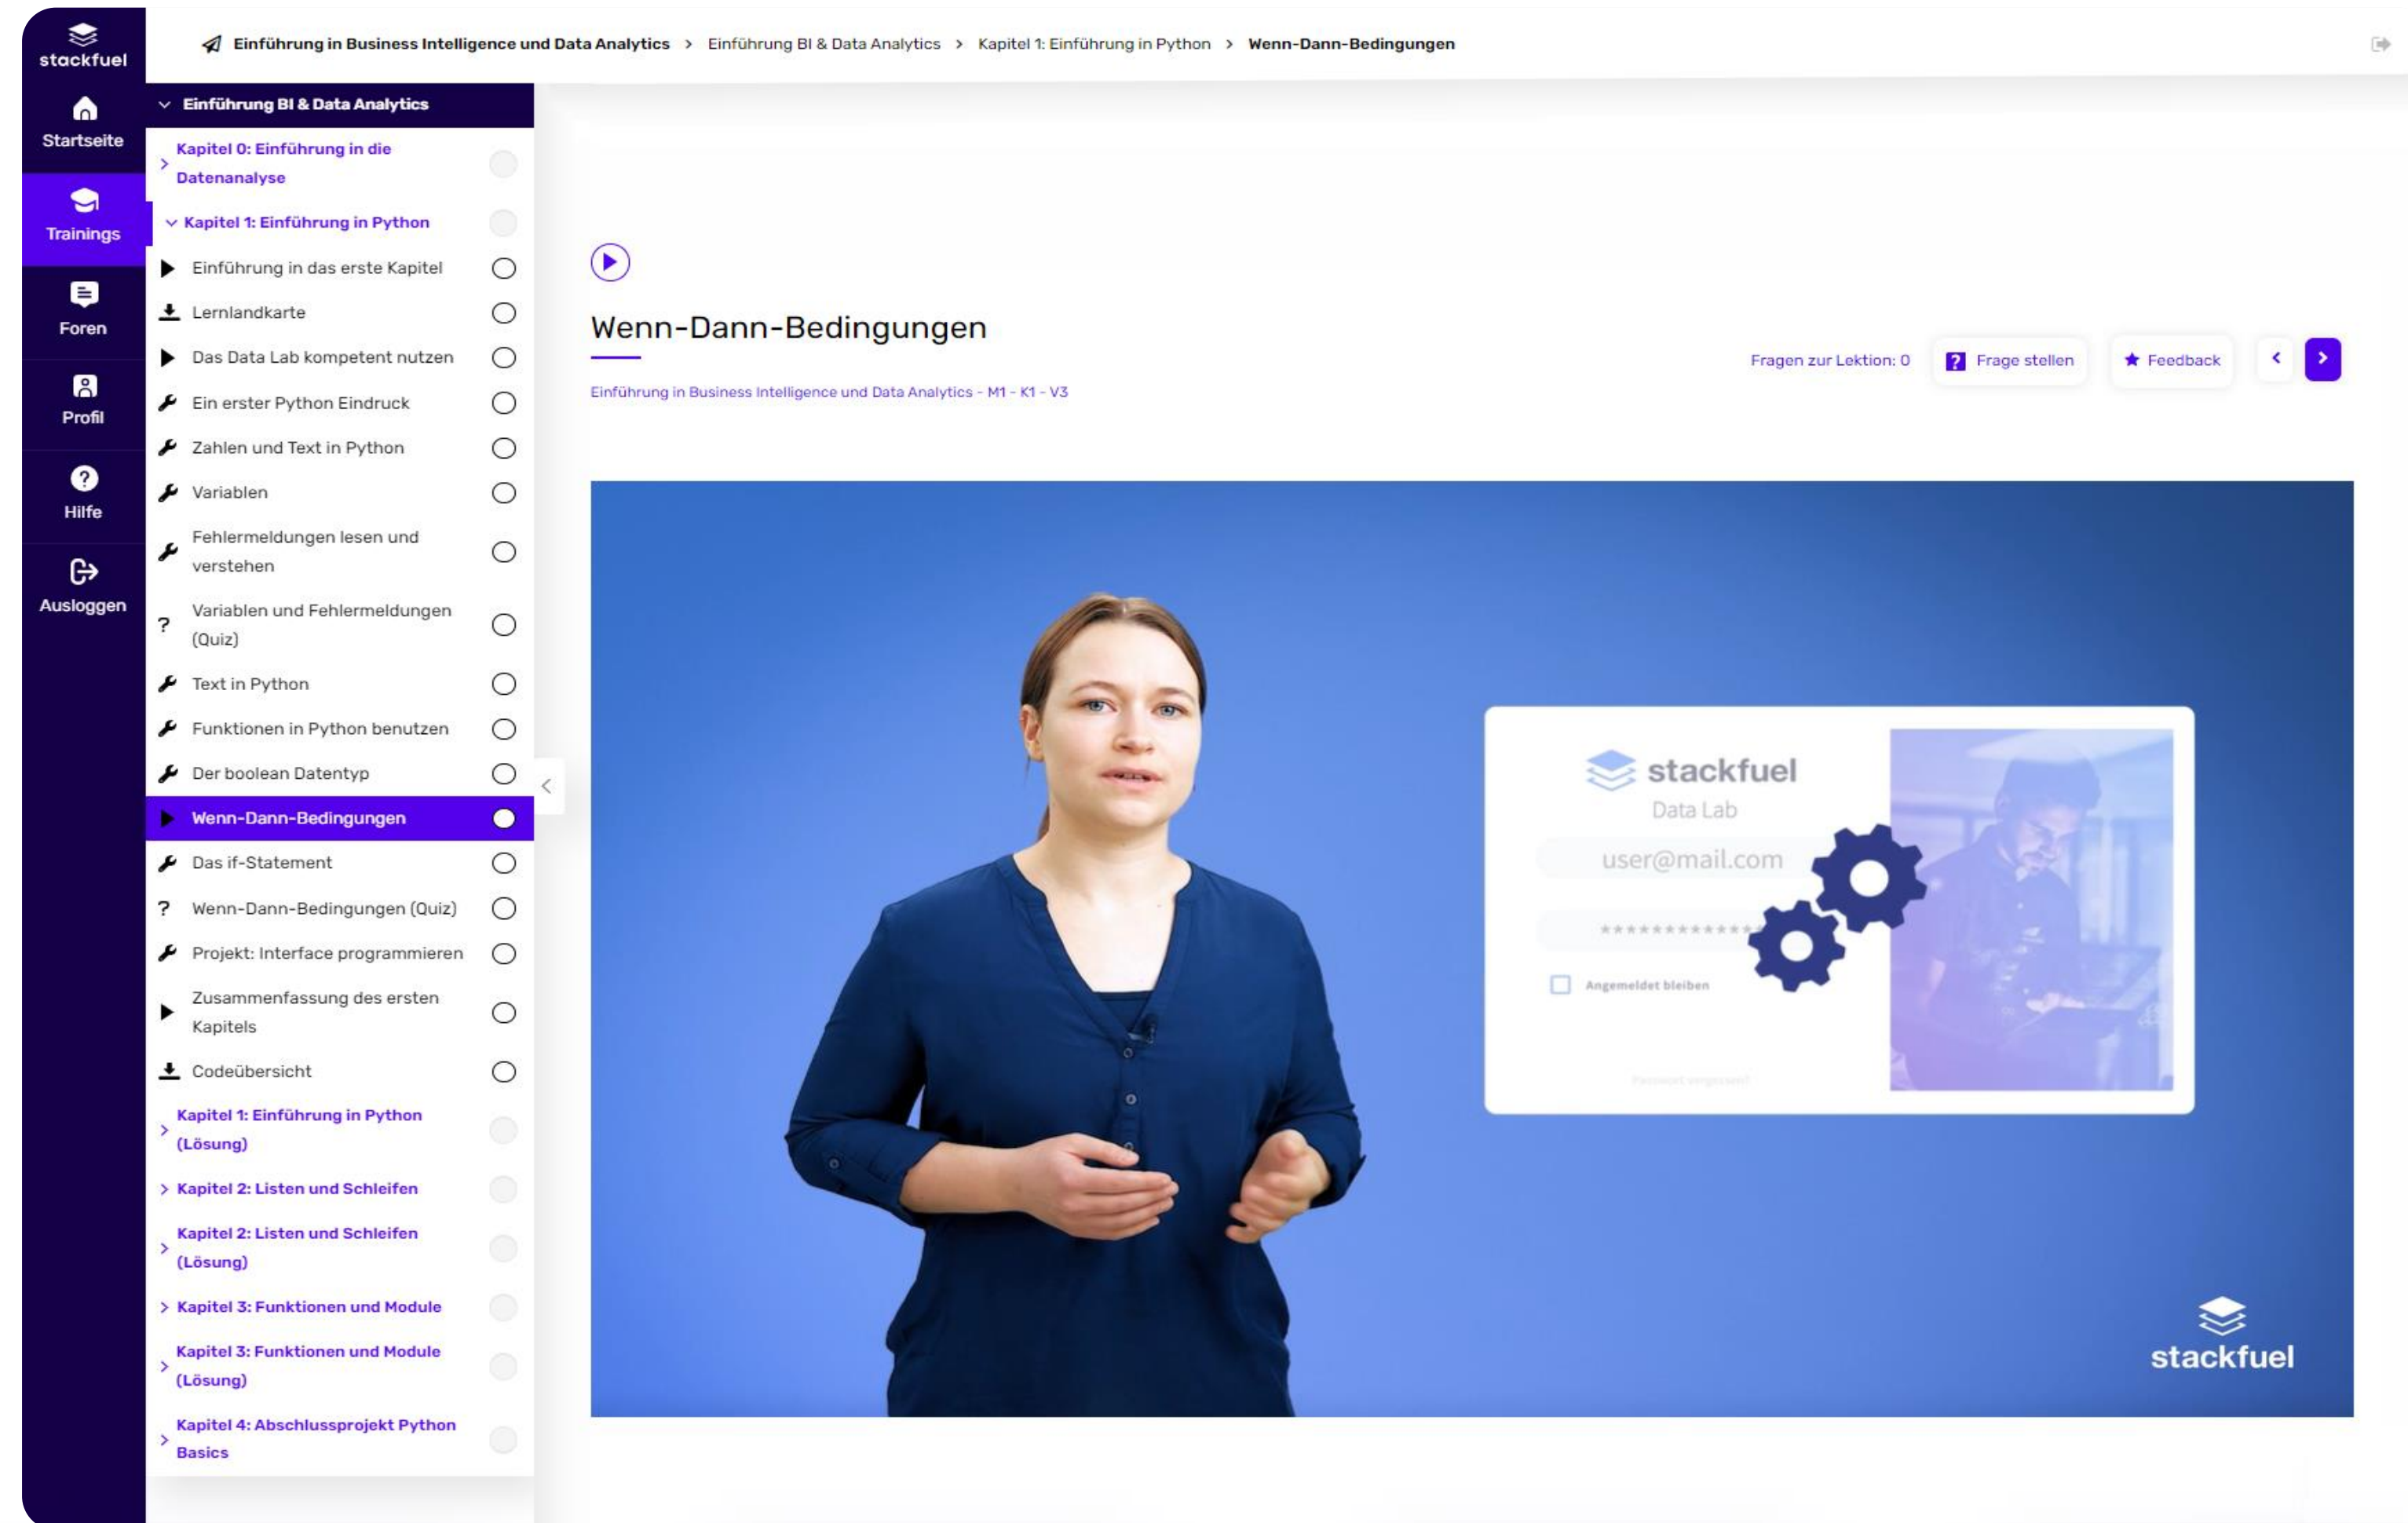 stackfuel
Startseite
Trainings
Foren
Profil
Hilfe
Ausloggen
Einführung in Business Intelligence und Data Analytics > Einführung BI & Data Analytics > Kapitel 1: Einführung in Python > Wenn-Dann-Bedingungen
Einführung BI & Data Analytics
Kapitel 0: Einführung in die
Datenanalyse
Kapitel 1: Einführung in Python
Einführung in das erste Kapitel
Lernlandkarte
Das Data Lab kompetent nutzen
Ein erster Python Eindruck
Zahlen und Text in Python
Variablen
Fehlermeldungen lesen und
verstehen
Variablen und Fehlermeldungen
(Quiz)
Text in Python
Funktionen in Python benutzen
Der boolean Datentyp
Wenn-Dann-Bedingungen
Das if-Statement
Wenn-Dann-Bedingungen (Quiz)
Projekt: Interface programmieren
Zusammenfassung des ersten
Kapitels
Codeübersicht
Kapitel 1: Einführung in Python
(Lösung)
Kapitel 2: Listen und Schleifen
Kapitel 2: Listen und Schleifen
(Lösung)
Kapitel 3: Funktionen und Module
Kapitel 3: Funktionen und Module
(Lösung)
Kapitel 4: Abschlussprojekt Python
Basics
Wenn-Dann-Bedingungen
Fragen zur Lektion: 0
Frage stellen
Feedback
Einführung in Business Intelligence und Data Analytics - M1 - K1 - V3
stackfuel
Data Lab
user@mail.com
*************
Angemeldet bleiben
Passwort vergessen?
stackfuel